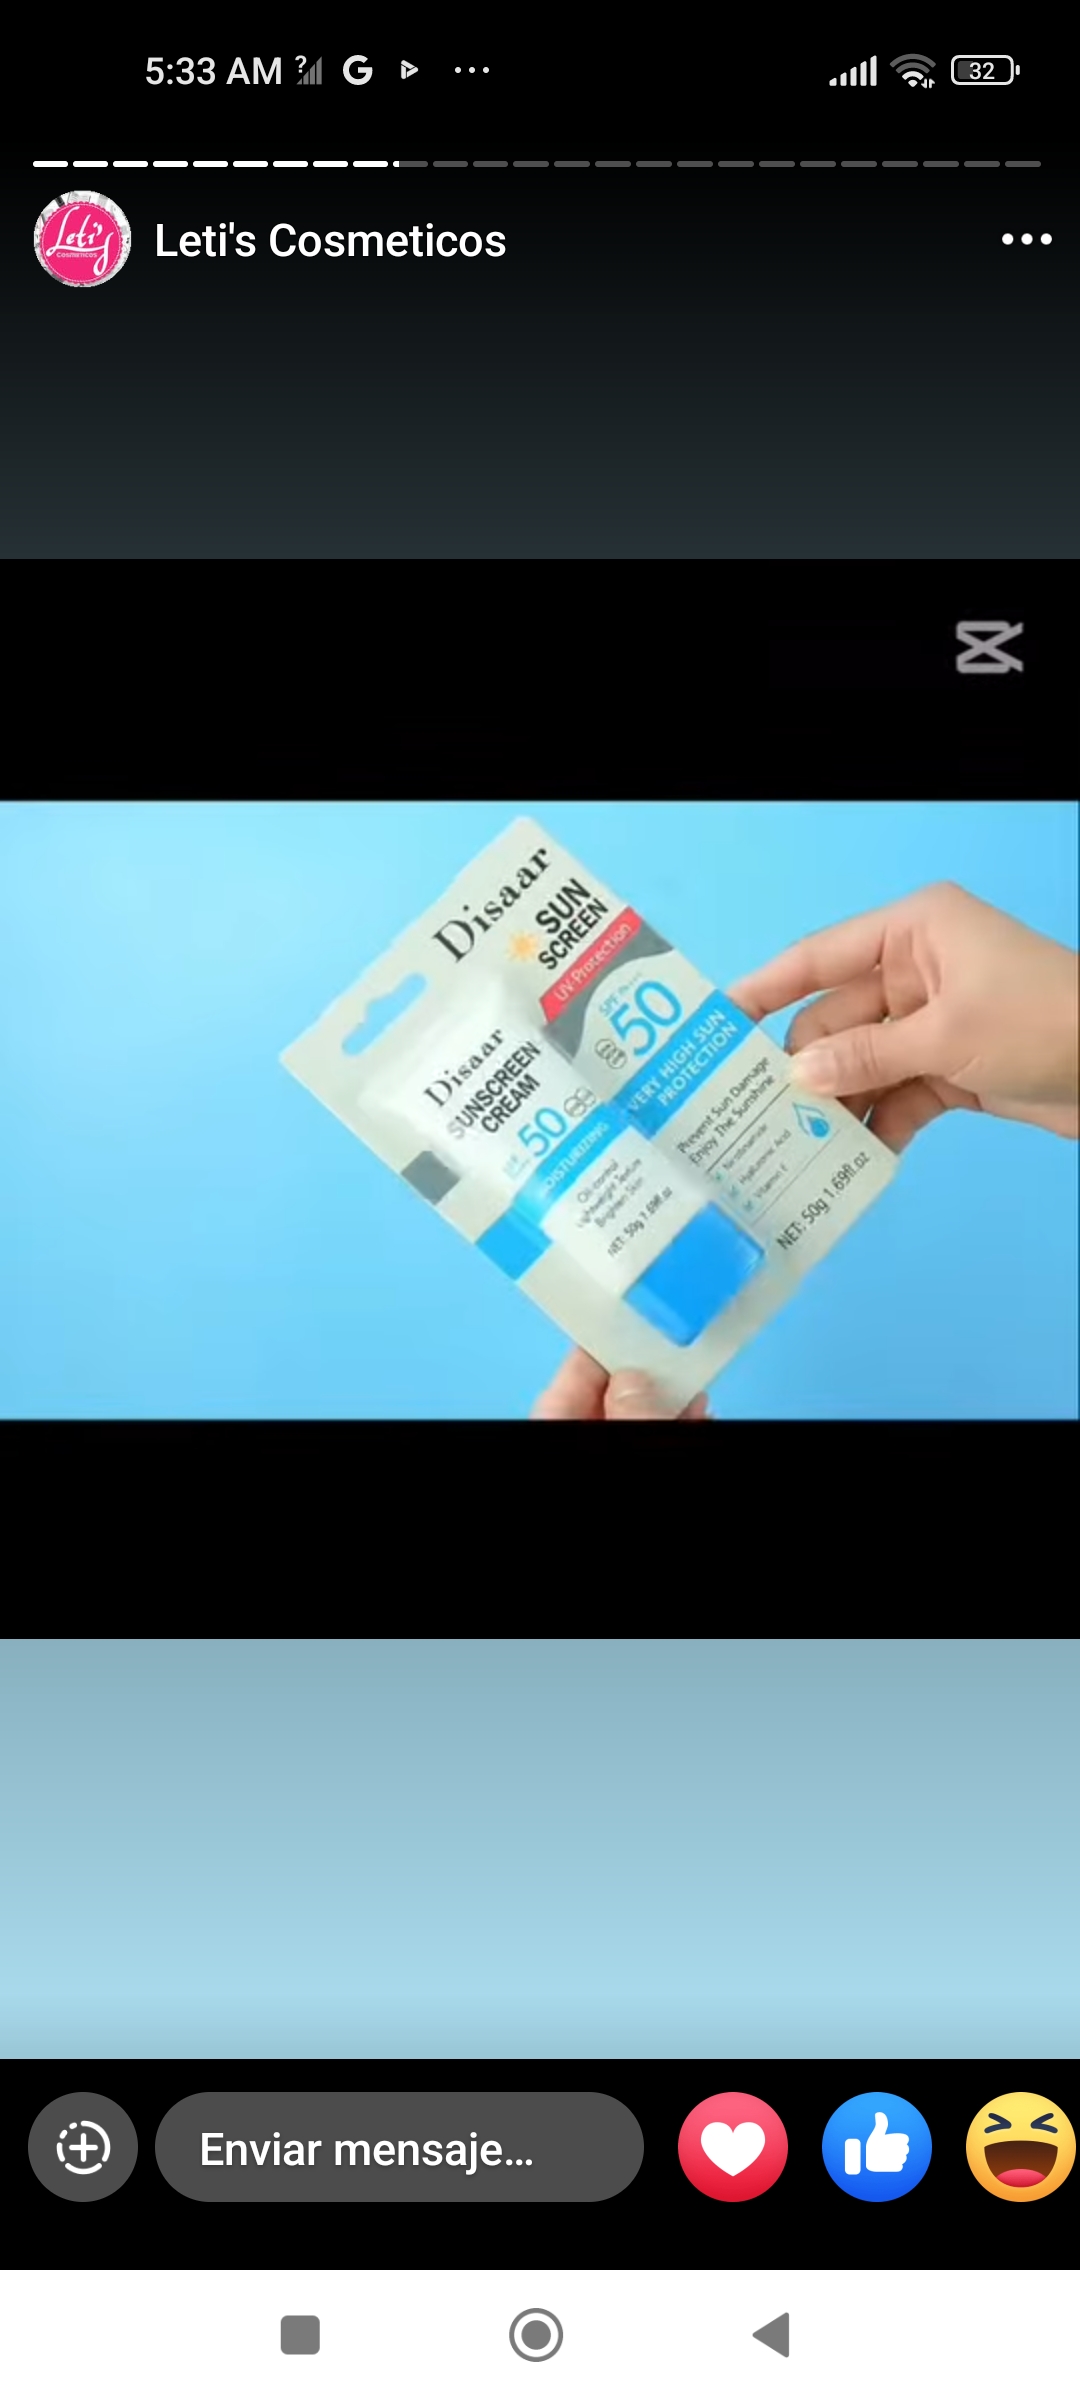 5:33 AM
32
Leti's Cosmeticos
Leti's
COSMETICOS
Disaar
SUN
SCREEN
UV-Protection
SPF
50
VERY HIGH SUN
PROTECTION
Prevent Sun Damage
Enjoy The Sunshine
Hyaluronic Acid
Vitamin E
NET: 50g 1.69fl.oz
Disaar
SUNSCREEN
CREAM
50
MOISTURIZING
Oil-control
Lightweight Texture
Brighten Skin
NET: 50g 1.69fl.oz
Enviar mensaje...